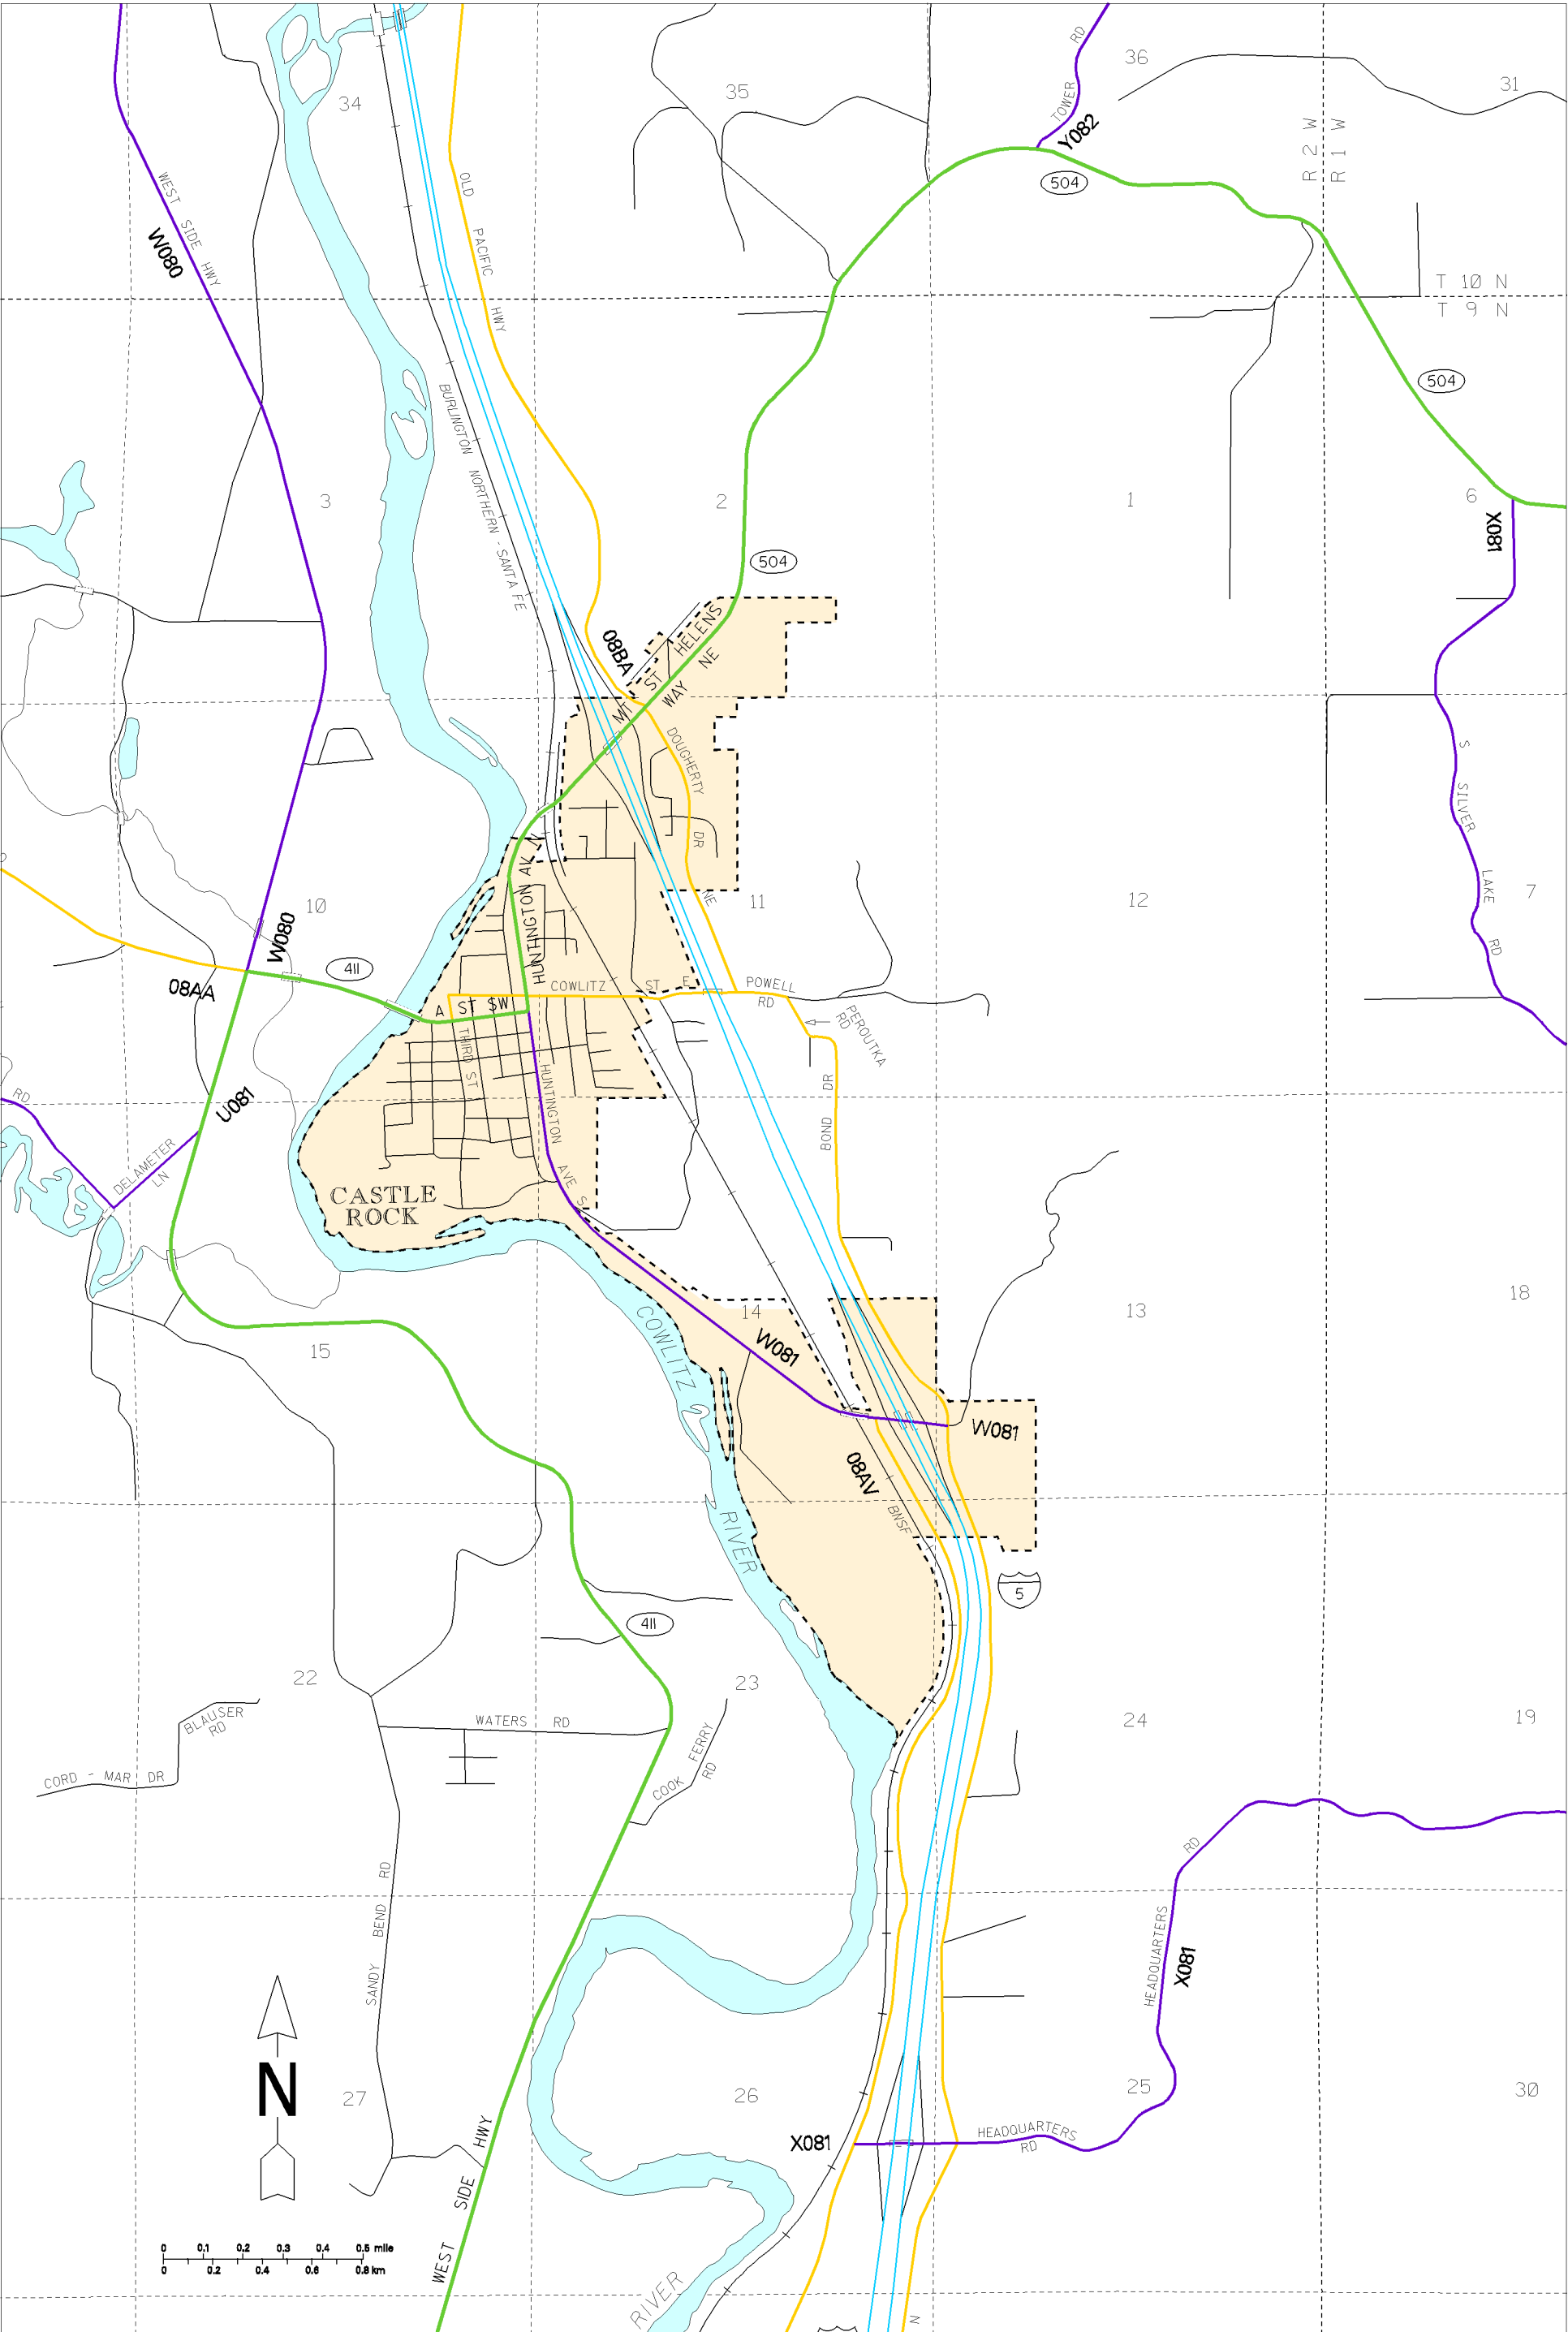 34
35
36
31
TOWER RD
Y082
504
R 2 W
R 1 W
WEST SIDE HWY
W080
OLD PACIFIC HWY
T 10 N
T 9 N
504
BURLINGTON NORTHERN - SANTA FE
3
2
1
6
X081
504
08BA
MT ST HELENS
WAY NE
DOUGHERTY DR NE
S SILVER LAKE RD
10
11
12
7
W080
HUNTINGTON AV N
411
08AA
COWLITZ ST E
POWELL
RD
A ST SW
THIRD ST
PEROUTKA
RD
HUNTINGTON AVE S
BOND DR
RD
U081
DELAMETER
LN
CASTLE
ROCK
COWLITZ RIVER
14
13
18
15
W081
W081
08AV
BNSF
5
411
22
23
24
19
BLAUSER
RD
WATERS RD
COOK FERRY
RD
CORD - MAR DR
SANDY BEND RD
HEADQUARTERS RD
X081
N
27
26
25
30
X081
HEADQUARTERS
RD
WEST SIDE HWY
0 0.1 0.2 0.3 0.4 0.5 mile
0 0.2 0.4 0.6 0.8 km
RIVER
N